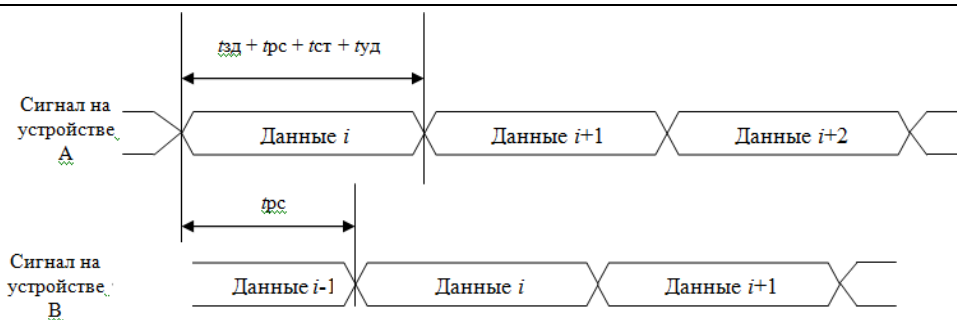 tзд + tрс + tст + tуд
Сигнал на
устройстве
А
Данные i
Данные i+1
Данные i+2
tрс
Сигнал на
устройстве
В
Данные i-1
Данные i
Данные i+1